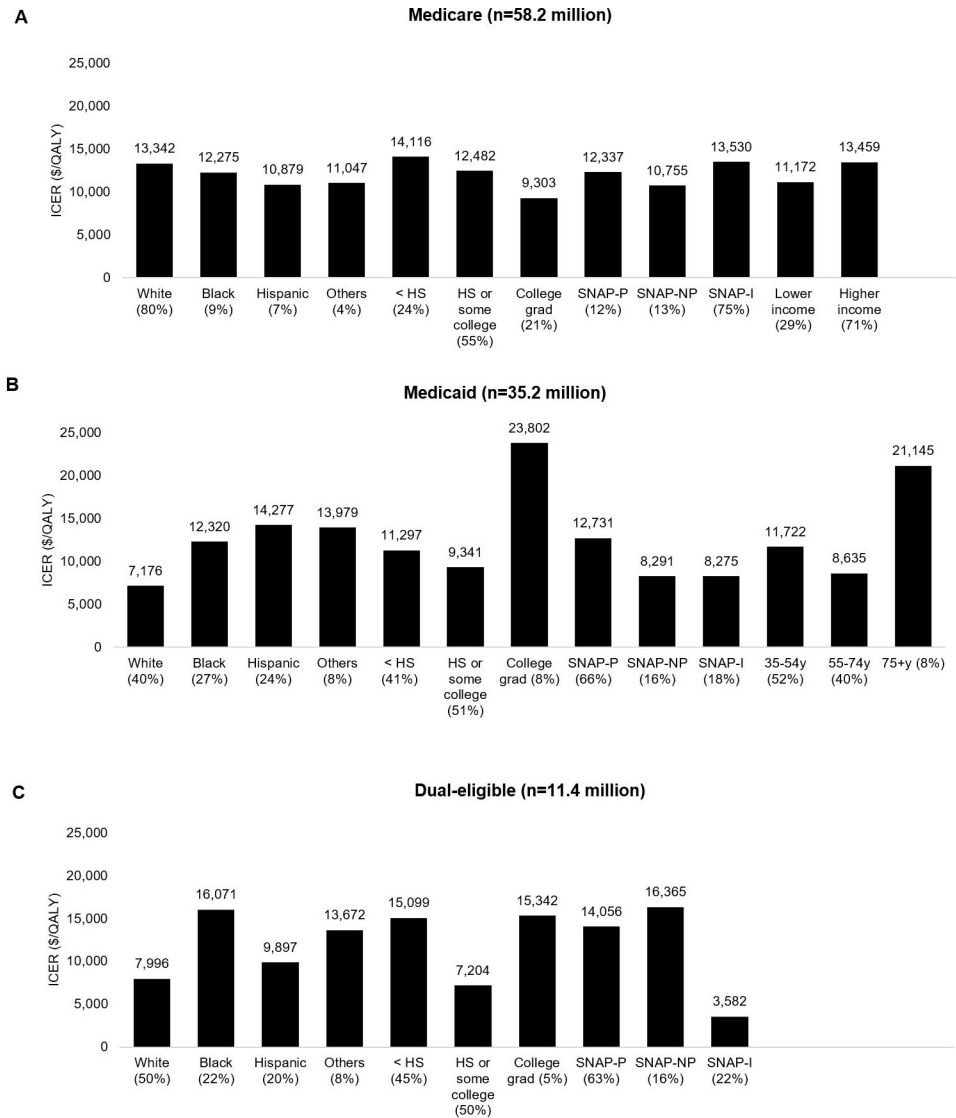 A
Medicare (n=58.2 million)
ICER ($/QALY)
25,000
20,000
15,000
10,000
5,000
0
13,342
12,275
10,879
11,047
14,116
12,482
9,303
12,337
10,755
13,530
11,172
13,459
White
(80%)
Black
(9%)
Hispanic
(7%)
Others
(4%)
< HS
(24%)
HS or
some
college
(55%)
College
grad
(21%)
SNAP-P
(12%)
SNAP-NP
(13%)
SNAP-I
(75%)
Lower
income
(29%)
Higher
income
(71%)
B
Medicaid (n=35.2 million)
ICER ($/QALY)
25,000
20,000
15,000
10,000
5,000
0
7,176
12,320
14,277
13,979
11,297
9,341
23,802
12,731
8,291
8,275
11,722
8,635
21,145
White
(40%)
Black
(27%)
Hispanic
(24%)
Others
(8%)
< HS
(41%)
HS or
some
college
(51%)
College
grad (8%)
SNAP-P
(66%)
SNAP-NP
(16%)
SNAP-I
(18%)
35-54y
(52%)
55-74y
(40%)
75+y (8%)
C
Dual-eligible (n=11.4 million)
ICER ($/QALY)
25,000
20,000
15,000
10,000
5,000
0
7,996
16,071
9,897
13,672
15,099
7,204
15,342
14,056
16,365
3,582
White
(50%)
Black
(22%)
Hispanic
(20%)
Others
(8%)
< HS
(45%)
HS or
some
college
(50%)
College
grad (5%)
SNAP-P
(63%)
SNAP-NP
(16%)
SNAP-I
(22%)